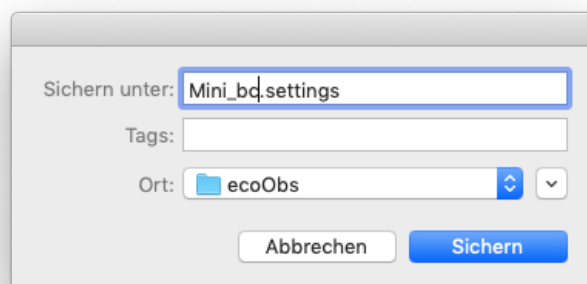 Sichern unter: Mini_bc.settings
Tags:
Ort: ecoObs
Abbrechen Sichern